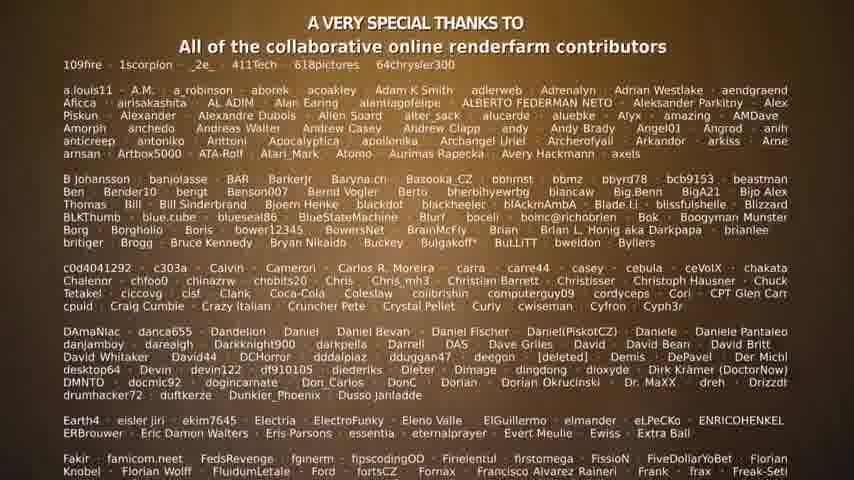 A VERY SPECIAL THANKS TO
All of the collaborative online renderfarm contributors
109fire · 1scorpion · _2e_ · 411Tech · 618pictures · 64chrysler300
a.louis11 · A.M. · a_robinson · aborek · acoakley · Adam K Smith · adlerweb · Adrenalyn · Adrian Westlake · aendgraend
Aficca · airisakashita · AL ADIM · Alan Earing · alantiagofelipe · ALBERTO FEDERMAN NETO · Aleksander Parkitny · Alex
Piskun · Alexander · Alexandre Dubois · Allen Soard · alter_sack · alucarde · aluebke · Alyx · amazing · AMDave
Amorph · anchedo · Andreas Walter · Andrew Casey · Andrew Clapp · andy · Andy Brady · Angel01 · Angrod · anih
anticreep · antoniko · Anttoni · Apocalyptica · apoilonika · Archangel Uriel · Archerofyali · Arkandor · arkiss · Arne
arnsan · Artbox5000 · ATA-Rolf · Atari_Mark · Atomo · Aurimas Rapecka · Avery Hackmann · axels
B Johansson · banjolasse · BAR · BarkerJr · Baryna.cn · Bazooka_CZ · bbhmst · bbmz · bbyrd78 · bcb9153 · beastman
Ben · Bender10 · bengt · Benson007 · Bernd Vogler · Berto · bherbihyewrbg · biancaw · Big.Benn · BigA21 · Bijo Alex
Thomas · Bill · Bill Sinderbrand · Bjoern Henke · blackdot · blackheeler · blAckmAmbA · Blade.Li · blissfulshelle · Blizzard
BLKThumb · blue.cube · blueseal86 · BlueStateMachine · Blurf · boceli · boinc@richobrien · Bok · Boogyman Munster
Borg · Borgholio · Boris · bower12345 · BowersNet · BrainMcFly · Brian · Brian L. Honig aka Darkpapa · brianlee
britiger · Brogg · Bruce Kennedy · Bryan Nikaido · Buckey · Bulgakoff* · BuLLiTT · bweldon · Byllers
c0d4041292 · c303a · Calvin · Cameron · Carlos R. Moreira · carra · carre44 · casey · cebula · ceVoIX · chakata
Chalenor · chfoo0 · chinazrw · chobits20 · Chris · Chris_mh3 · Christian Barrett · Christisser · Christoph Hausner · Chuck
Tetakel · ciccovg · cisf · Clank · Coca-Cola · Coleslaw · colibrishin · computerguy09 · cordyceps · Cori · CPT Glen Carr
cpuid · Craig Cumbie · Crazy Italian · Cruncher Pete · Crystal Pellet · Curly · cwiseman · Cyfron · Cyph3r
DAmaNiac · danca655 · Dandelion · Daniel · Daniel Bevan · Daniel Fischer · Daniel(PiskotCZ) · Daniele · Daniele Pantaleo
danjamboy · darealgh · Darkknight900 · darkpella · Darrell · DAS · Dave Griles · David · David Bean · David Britt
David Whitaker · David44 · DCHorror · dddalpiaz · dduggan47 · deegon · [deleted] · Demis · DePavel · Der Michl
desktop64 · Devin · devin122 · df910105 · diederiks · Dieter · Dimage · dingdong · dioxyde · Dirk Krämer (DoctorNow)
DMNTO · docmic92 · dogincarnate · Don_Carlos · DonC · Dorian · Dorian Okrucinski · Dr. MaXX · dreh · Drizzdt
drumhacker72 · duftkerze · Dunkler_Phoenix · Dusso Janladde
Earth4 · eisler jiri · ekim7645 · Electria · ElectroFunky · Eleno Valle · ElGuillermo · elmander · eLPeCKo · ENRICOHENKEL
ERBrouwer · Eric Damon Walters · Eris Parsons · essentia · eternalprayer · Evert Meulie · Ewiss · Extra Ball
Fakir · famicom.neet · FedsRevenge · fginerm · fipscodingOD · Firielentul · firstomega · FissioN · FiveDollarYoBet · Florian
Knobel · Florian Wolff · FluidumLetale · Ford · fortsCZ · Fornax · Francisco Alvarez Raineri · Frank · frax · Freak-Seti